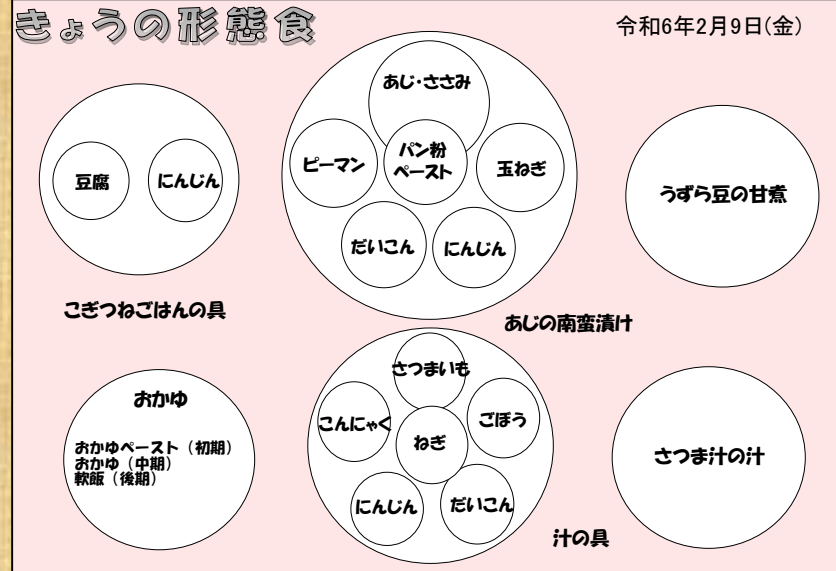 きょうの形態食
令和6年2月9日(金)
豆腐
にんじん
こぎつねごはんの具
あじ・ささみ
ピーマン
パン粉
ペースト
玉ねぎ
だいこん
にんじん
あじの南蛮漬け
うずら豆の甘煮
おかゆ
おかゆペースト（初期）
おかゆ（中期）
軟飯（後期）
さつまいも
こんにゃく
ねぎ
ごぼう
にんじん
だいこん
汁の具
さつま汁の汁